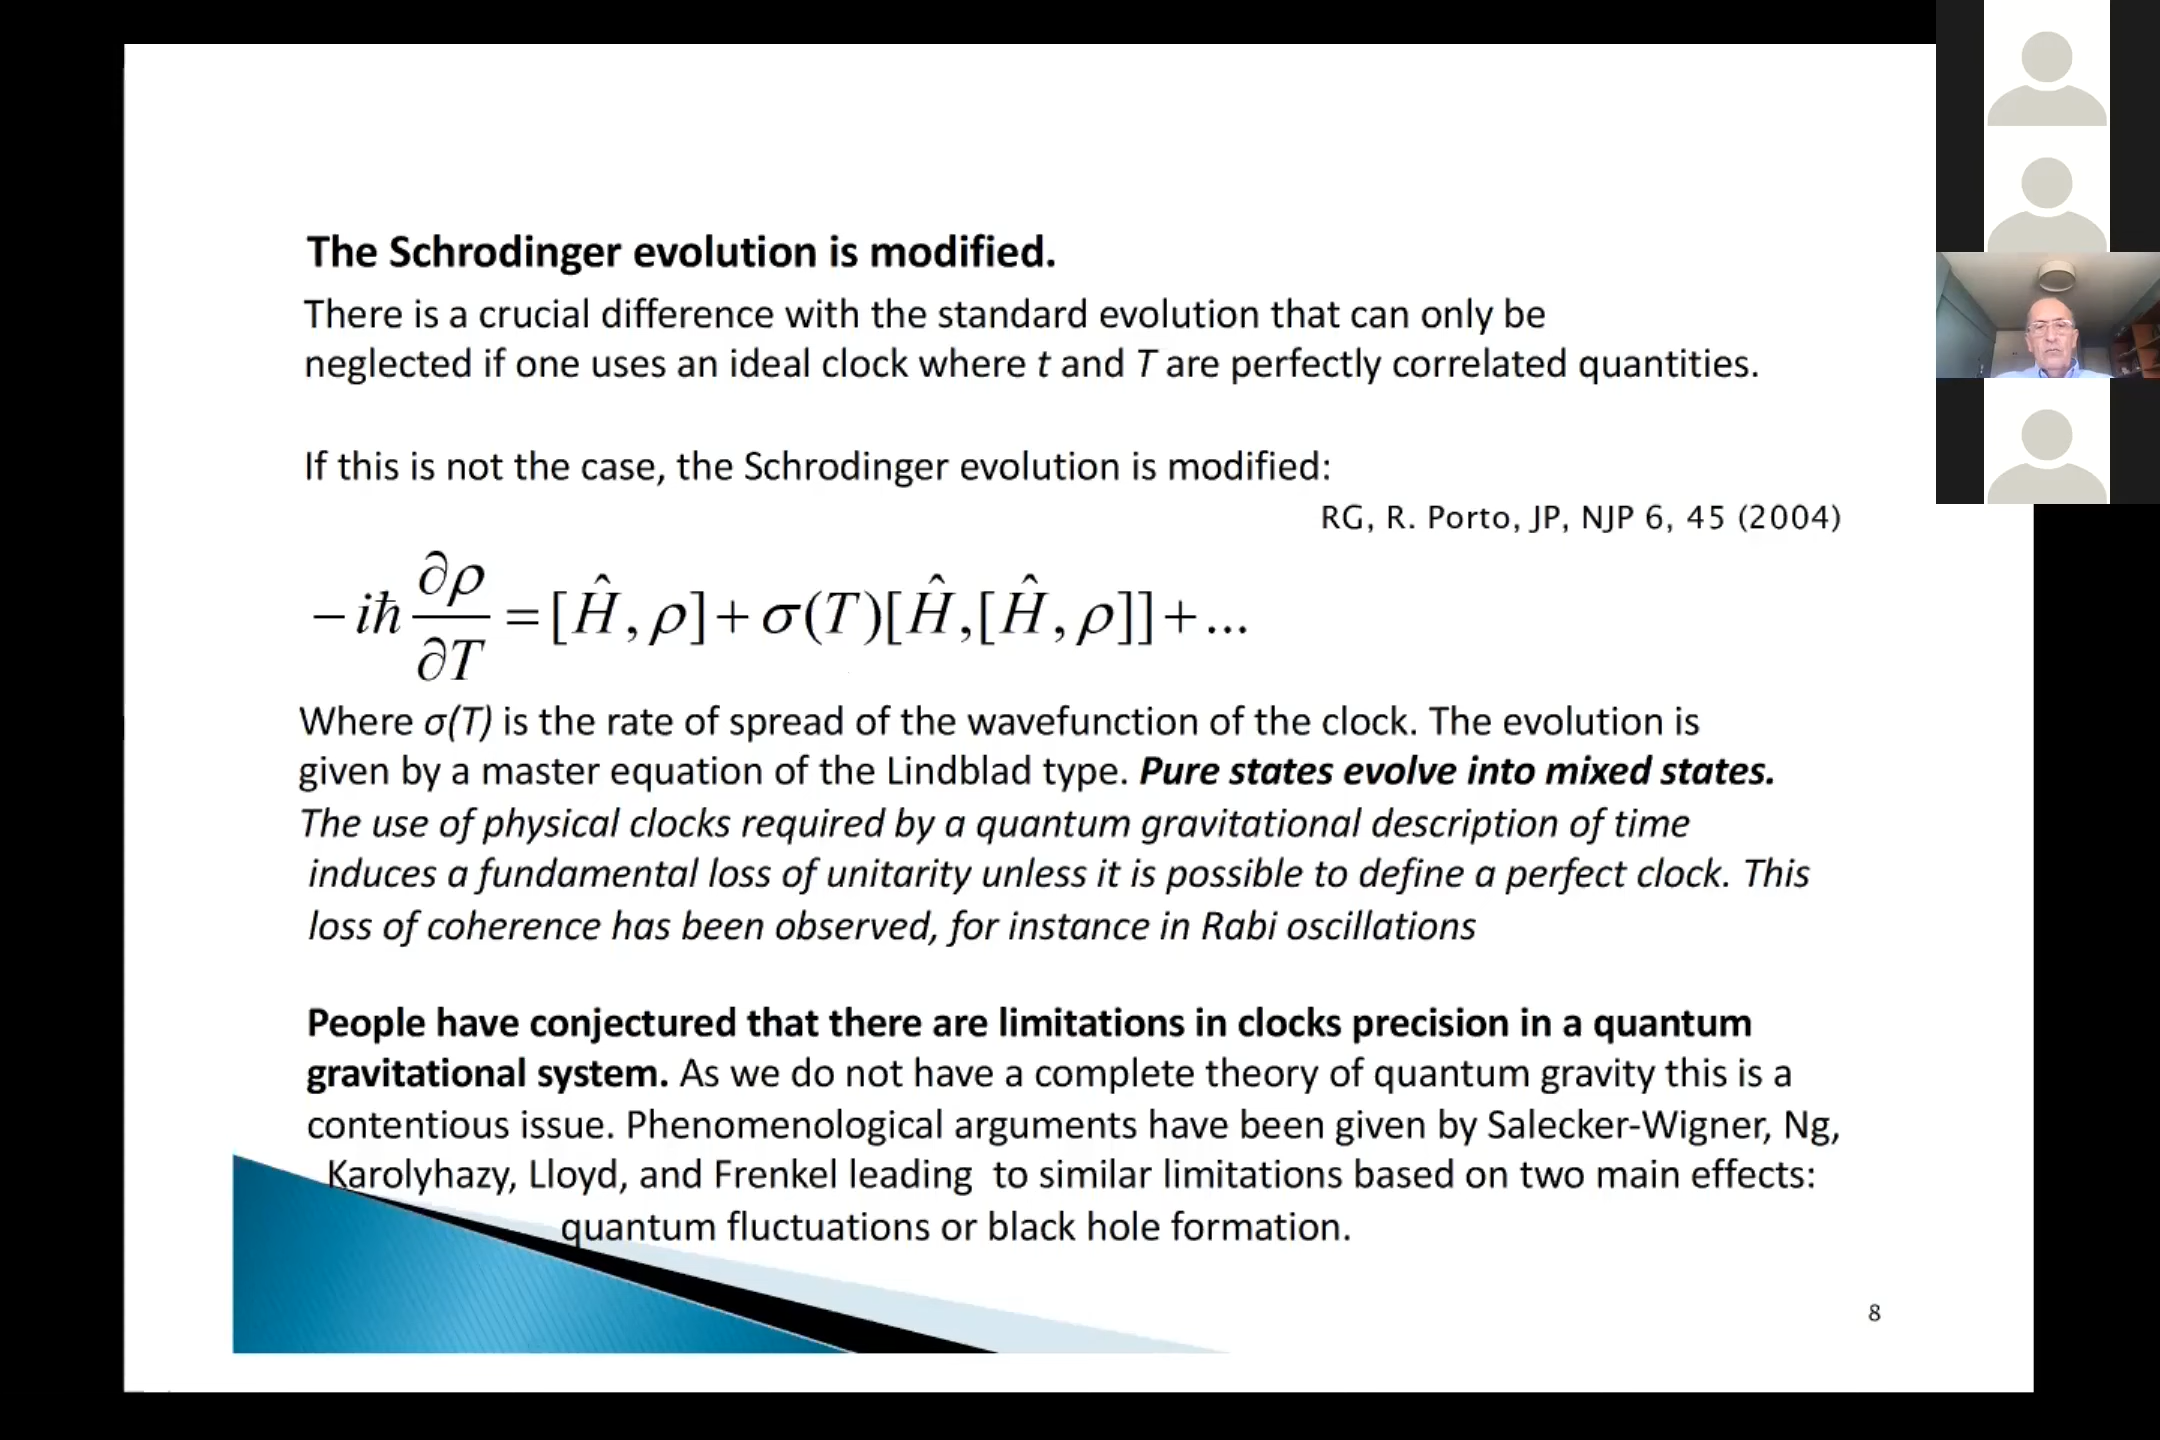 The Schrodinger evolution is modified.
There is a crucial difference with the standard evolution that can only be
neglected if one uses an ideal clock where t and T are perfectly correlated quantities.
If this is not the case, the Schrodinger evolution is modified:
RG, R. Porto, JP, NJP 6, 45 (2004)
−iħ ∂ρ/∂T = [Ĥ, ρ] + σ(T)[Ĥ,[Ĥ, ρ]] + ...
Where σ(T) is the rate of spread of the wavefunction of the clock. The evolution is
given by a master equation of the Lindblad type. Pure states evolve into mixed states.
The use of physical clocks required by a quantum gravitational description of time
induces a fundamental loss of unitarity unless it is possible to define a perfect clock. This
loss of coherence has been observed, for instance in Rabi oscillations
People have conjectured that there are limitations in clocks precision in a quantum
gravitational system. As we do not have a complete theory of quantum gravity this is a
contentious issue. Phenomenological arguments have been given by Salecker-Wigner, Ng,
Karolyhazy, Lloyd, and Frenkel leading to similar limitations based on two main effects:
quantum fluctuations or black hole formation.
8